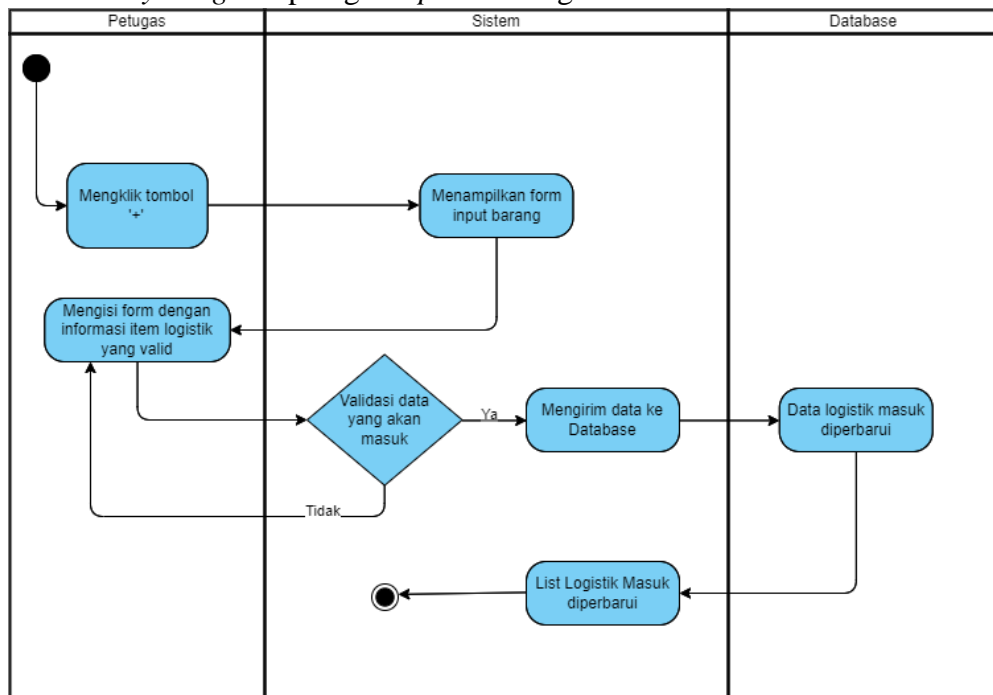 Petugas
Sistem
Database
Mengklik tombol
'+'
Menampilkan form
input barang
Mengisi form dengan
informasi item logistik
yang valid
Validasi data
yang akan
masuk
Ya
Mengirim data ke
Database
Data logistik masuk
diperbarui
Tidak
List Logistik Masuk
diperbarui